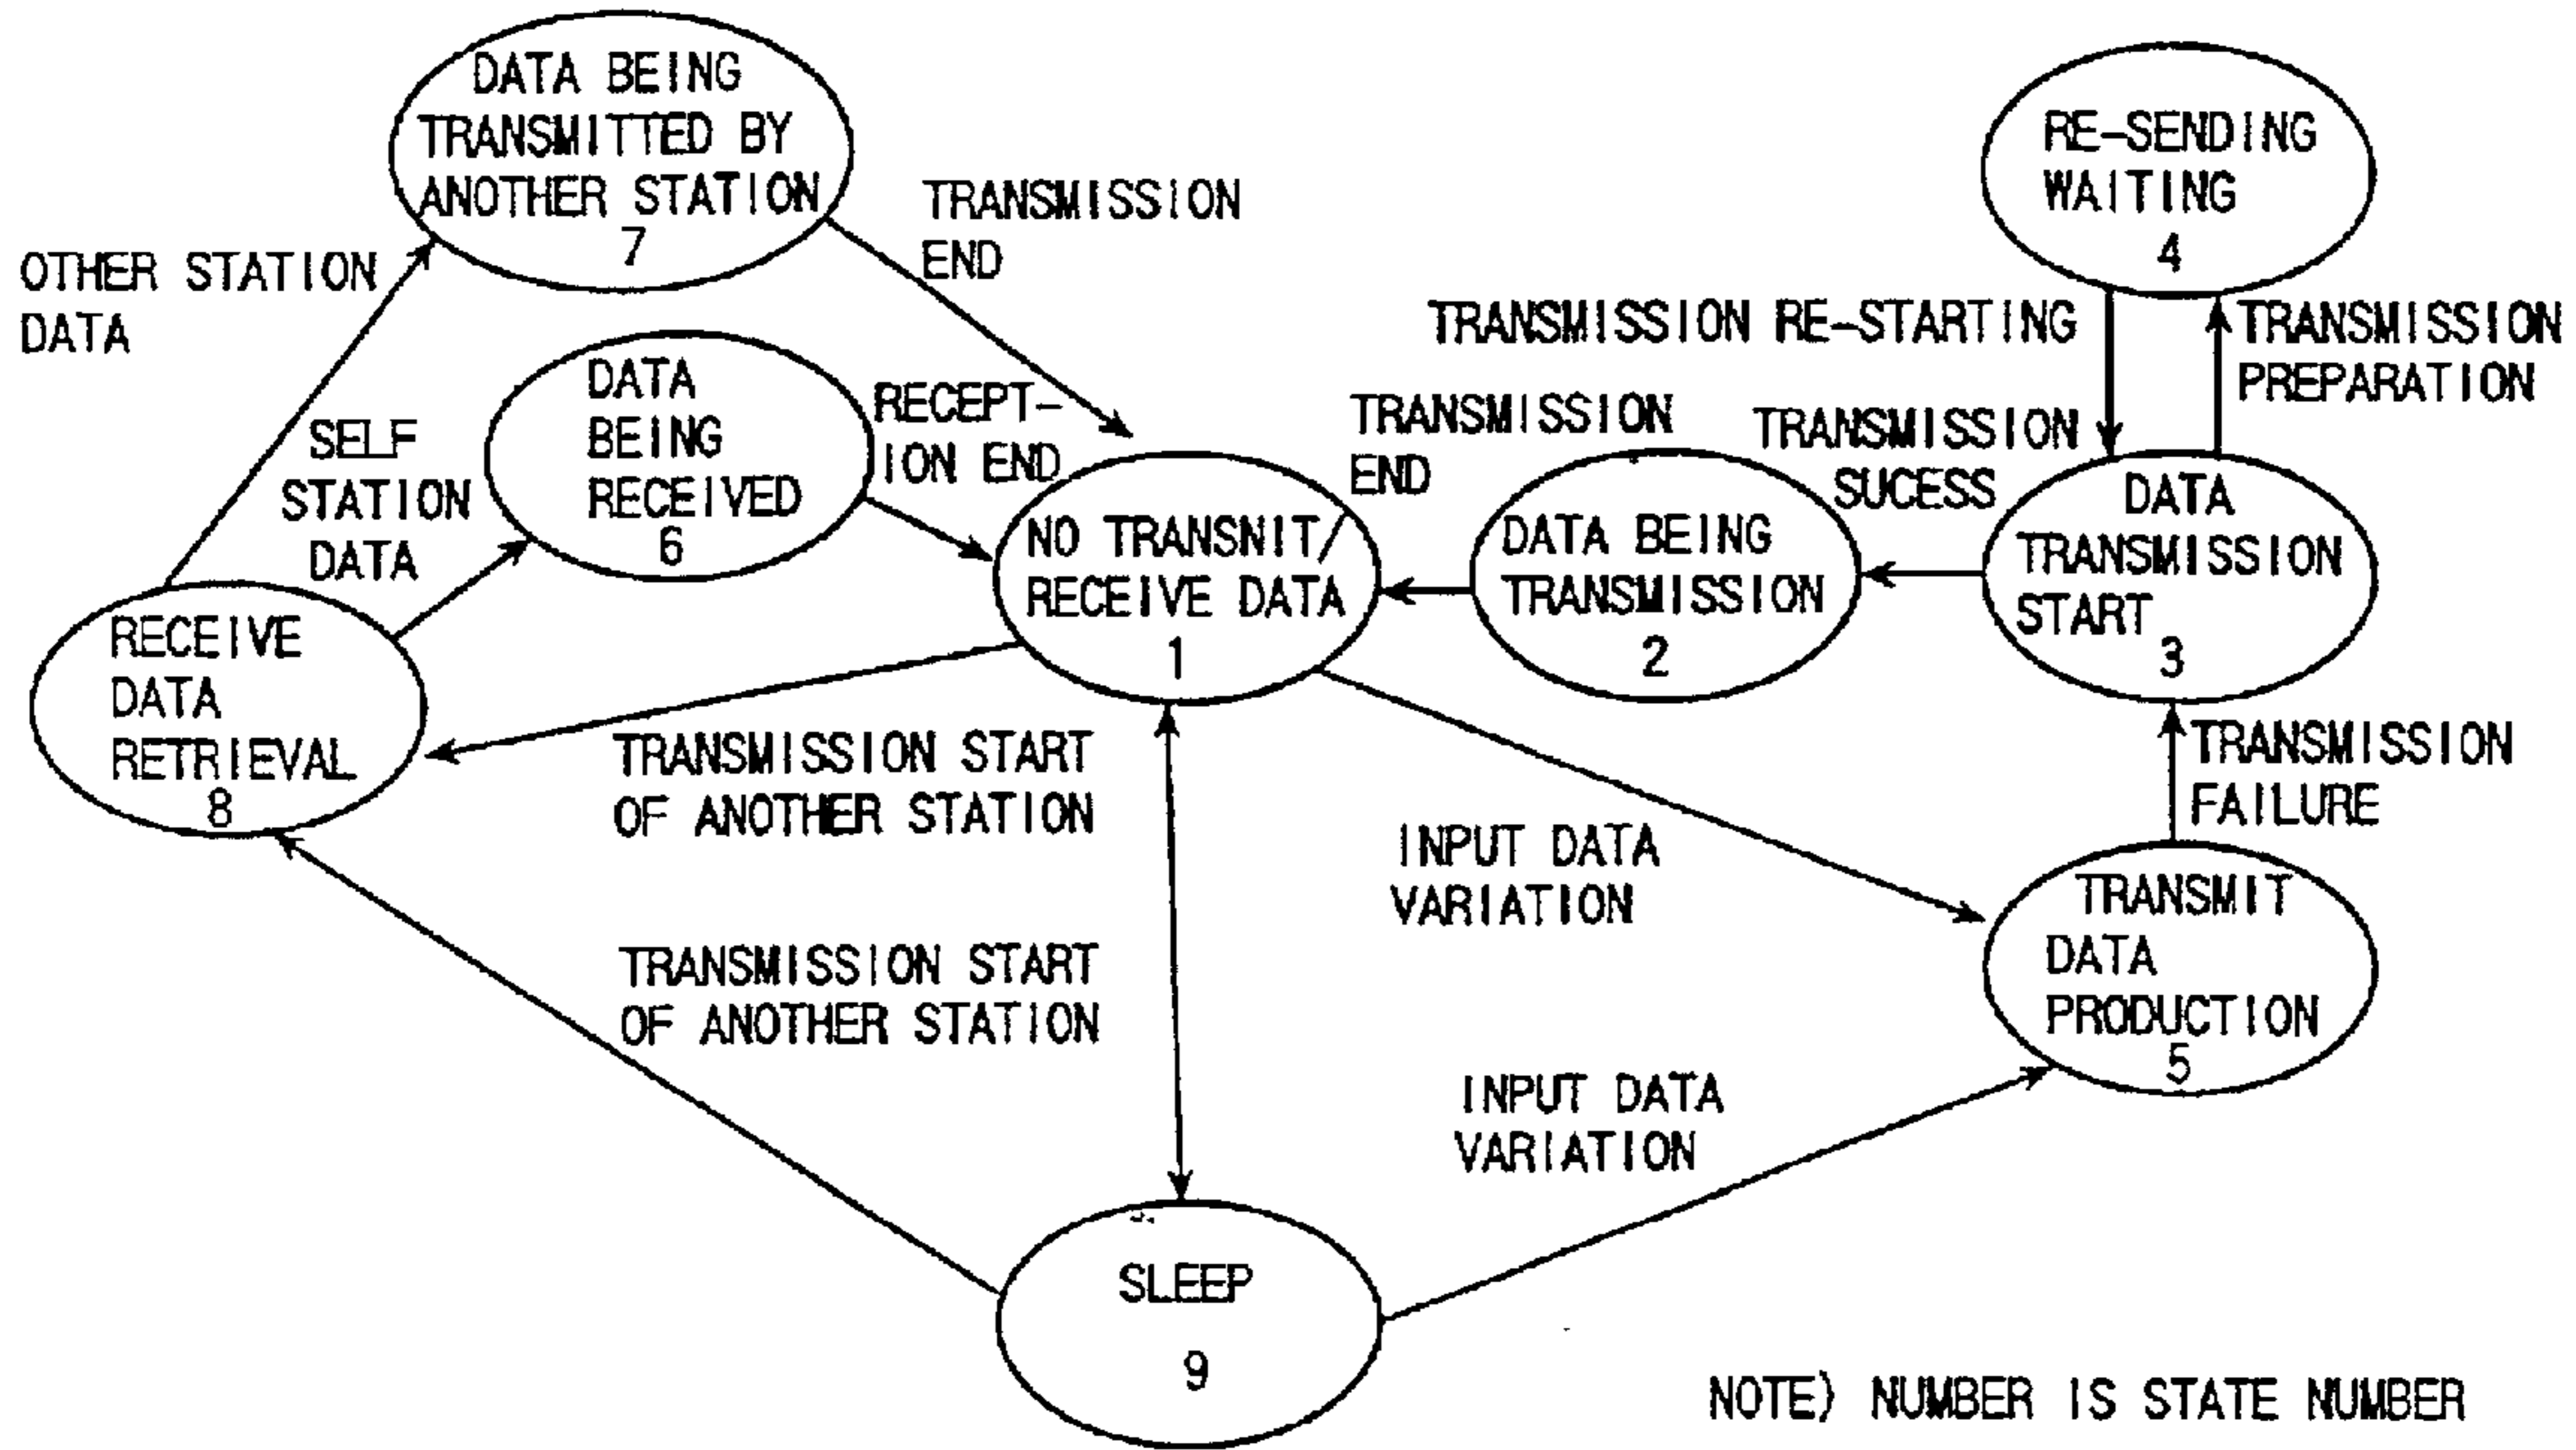 DATA BEING
TRANSMITTED BY
ANOTHER STATION
7
TRANSMISSION
END
OTHER STATION
DATA
RE-SENDING
WAITING
4
TRANSMISSION RE-STARTING
TRANSMISSION
PREPARATION
DATA
BEING
RECEIVED
6
RECEPT-
ION END
SELF
STATION
DATA
TRANSMISSION
END
TRANSMISSION
SUCESS
NO TRANSNIT/
RECEIVE DATA
1
DATA BEING
TRANSMISSION
2
DATA
TRANSMISSION
START
3
RECEIVE
DATA
RETRIEVAL
8
TRANSMISSION START
OF ANOTHER STATION
TRANSMISSION
FAILURE
INPUT DATA
VARIATION
TRANSMIT
DATA
PRODUCTION
5
TRANSMISSION START
OF ANOTHER STATION
INPUT DATA
VARIATION
SLEEP
9
NOTE) NUMBER IS STATE NUMBER